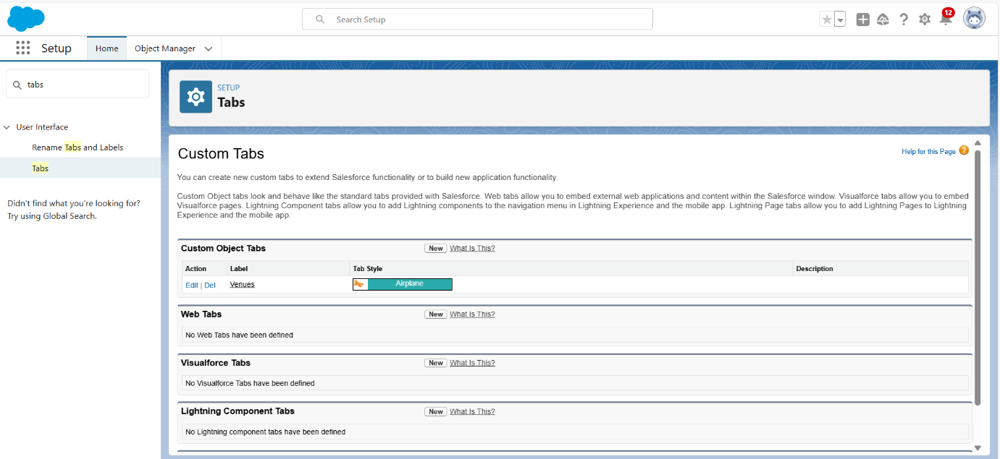 Search Setup
12
Setup
Home
Object Manager
tabs
User Interface
Rename Tabs and Labels
Tabs
Didn't find what you're looking for?
Try using Global Search.
SETUP
Tabs
Custom Tabs
Help for this Page ?
You can create new custom tabs to extend Salesforce functionality or to build new application functionality.
Custom Object tabs look and behave like the standard tabs provided with Salesforce. Web tabs allow you to embed external web applications and content within the Salesforce window. Visualforce tabs allow you to embed
Visualforce pages. Lightning Component tabs allow you to add Lightning components to the navigation menu in Lightning Experience and the mobile app. Lightning Page tabs allow you to add Lightning Pages to Lightning
Experience and the mobile app.
Custom Object Tabs New What Is This?
Action Label Tab Style Description
Edit | Del Venues Airplane
Web Tabs New What Is This?
No Web Tabs have been defined
Visualforce Tabs New What Is This?
No Visualforce Tabs have been defined
Lightning Component Tabs New What Is This?
No Lightning component tabs have been defined